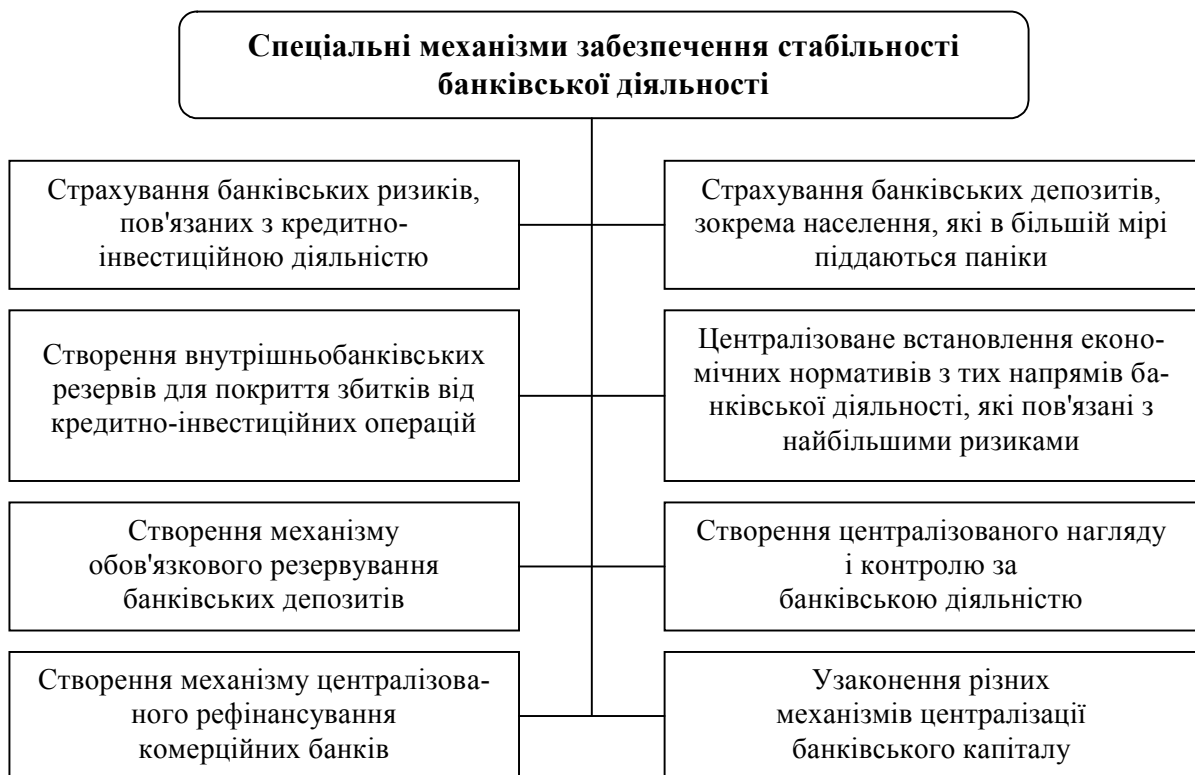 Спеціальні механізми забезпечення стабільності
банківської діяльності
Страхування банківських ризиків,
пов'язаних з кредитно-
інвестиційною діяльністю
Страхування банківських депозитів,
зокрема населення, які в більшій мірі
піддаються паніки
Створення внутрішньобанківських
резервів для покриття збитків від
кредитно-інвестиційних операцій
Централізоване встановлення еконо-
мічних нормативів з тих напрямів ба-
нківської діяльності, які пов'язані з
найбільшими ризиками
Створення механізму
обов'язкового резервування
банківських депозитів
Створення централізованого нагляду
і контролю за
банківською діяльністю
Створення механізму централізова-
ного рефінансування
комерційних банків
Узаконення різних
механізмів централізації
банківського капіталу